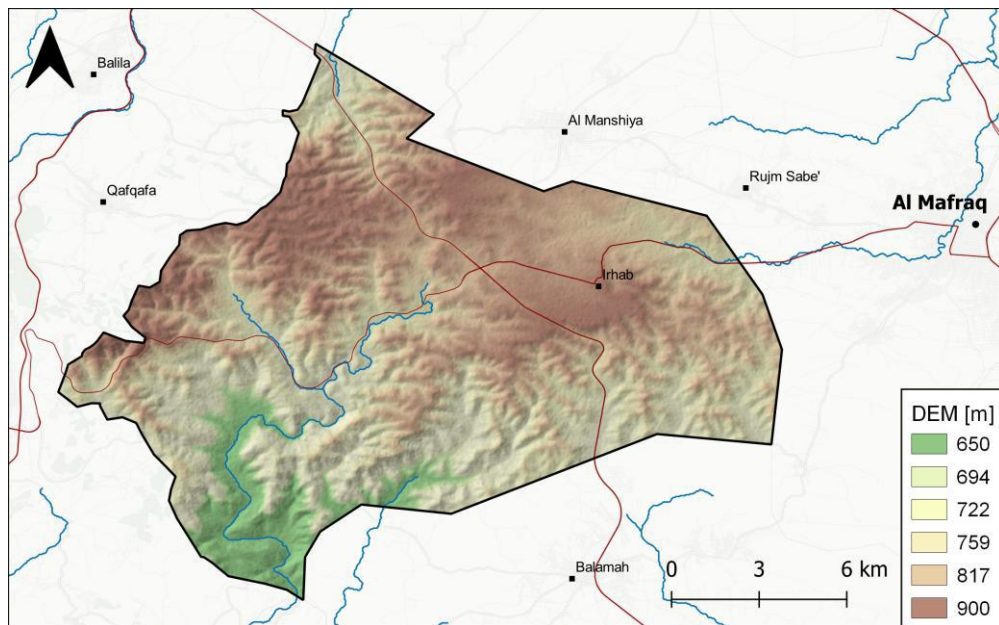 Balila
Al Manshiya
Qafqafa
Rujm Sabe'
Al Mafraq
Irhab
Balamah
0 3 6 km
DEM [m]
650
694
722
759
817
900